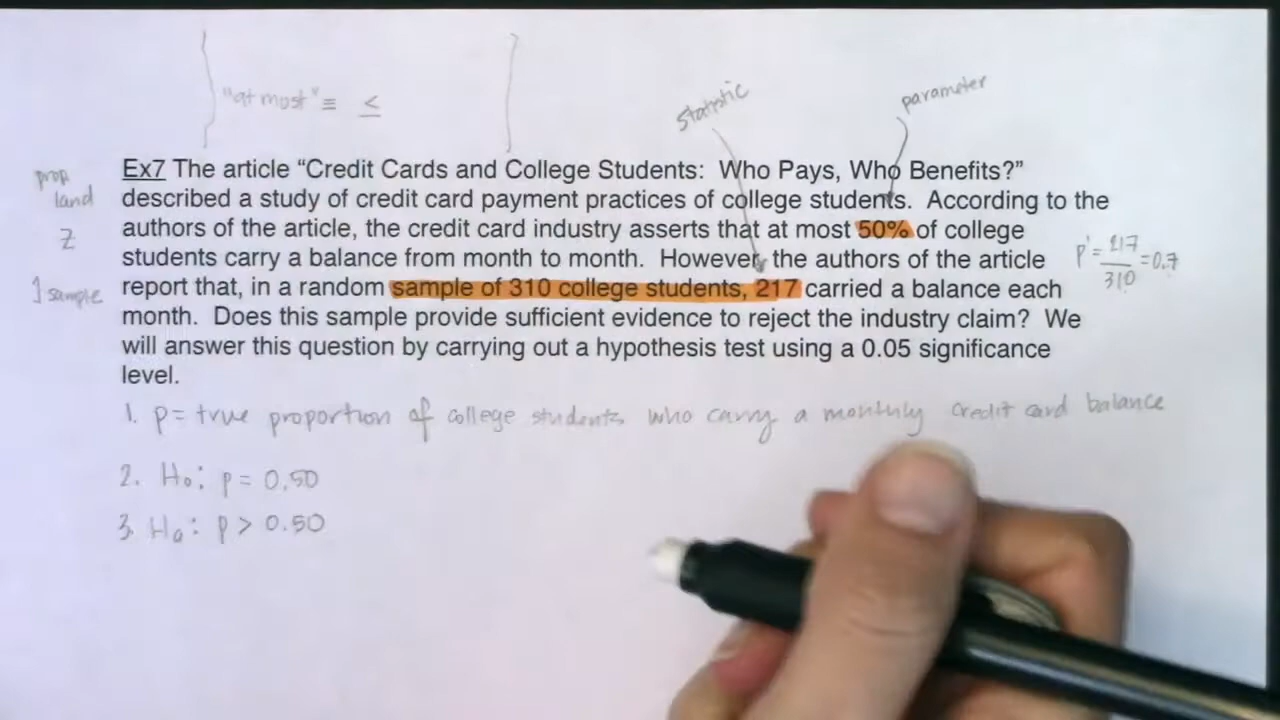 "at most" ≡ ≤
Statistic
parameter
prop
land
Z
1 sample
Ex7 The article “Credit Cards and College Students: Who Pays, Who Benefits?”
described a study of credit card payment practices of college students. According to the
authors of the article, the credit card industry asserts that at most 50% of college
students carry a balance from month to month. However, the authors of the article
report that, in a random sample of 310 college students, 217 carried a balance each
month. Does this sample provide sufficient evidence to reject the industry claim? We
will answer this question by carrying out a hypothesis test using a 0.05 significance
level.
p' = 217/310 = 0.7
1. p = true proportion of college students who carry a monthly credit card balance
2. H₀: p = 0.50
3. Hₐ: p > 0.50